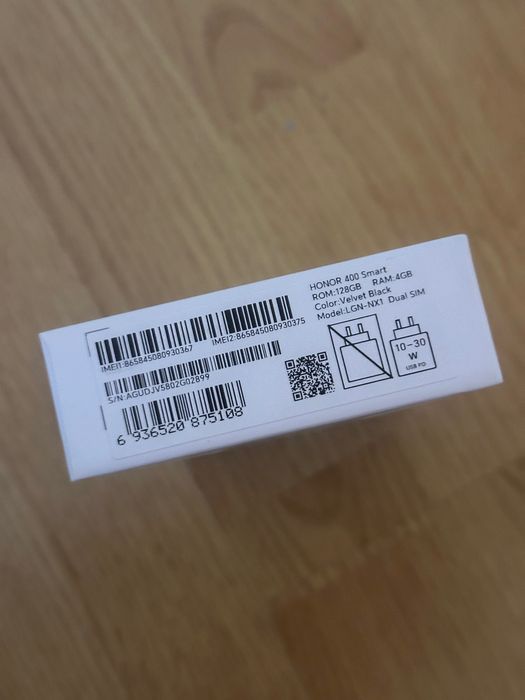 HONOR 400 Smart
ROM:128GB RAM:4GB
Color:Velvet Black
Model:LGN-NX1 Dual SIM
IMEI1:865845080930367 IMEI2:865845080930375
S/N:AGUDJV5802G02899
6 936520 875108
10-30
W
USB PD